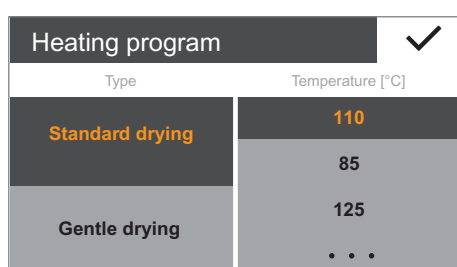 Heating program
Type
Temperature [°C]
Standard drying
110
85
Gentle drying
125
• • •